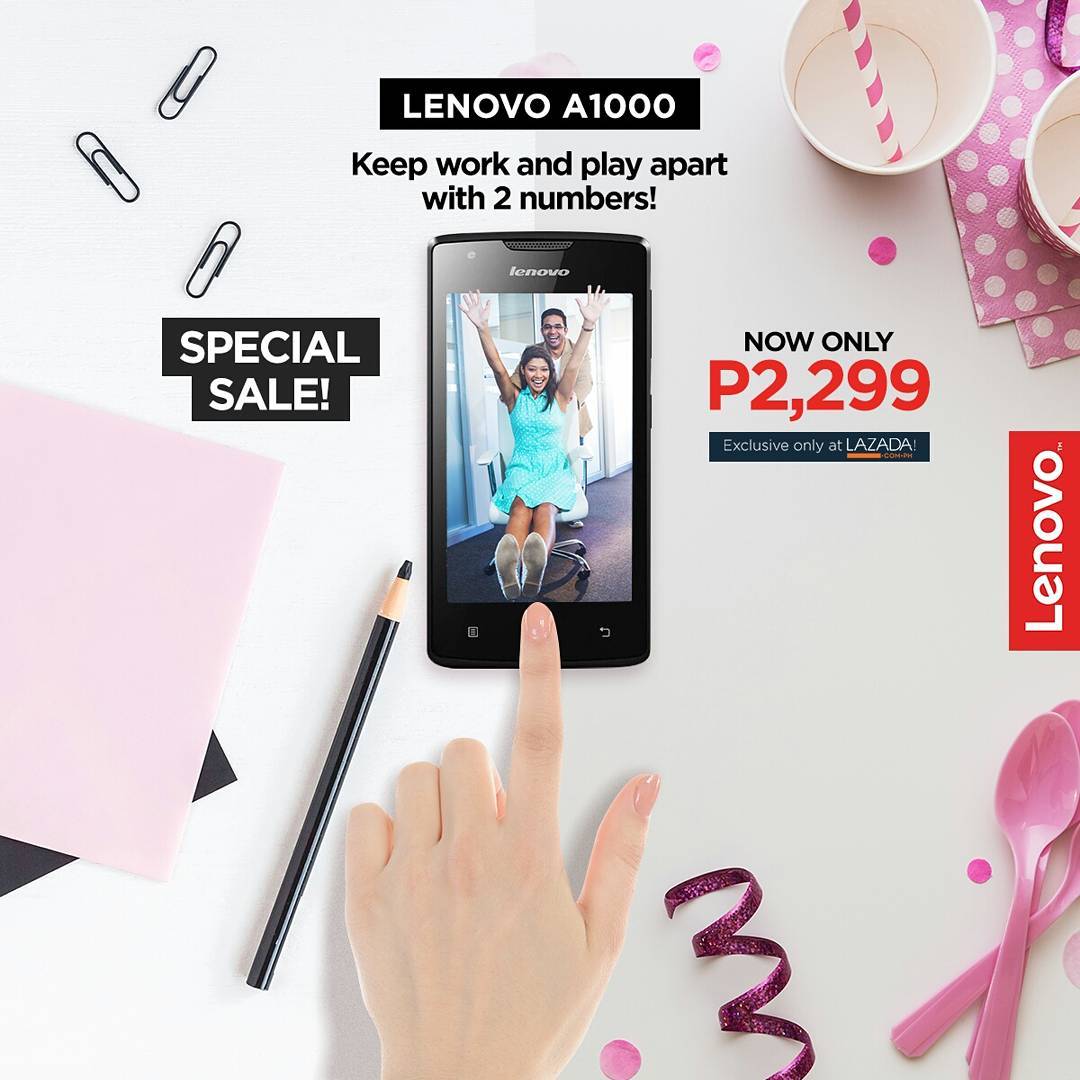 LENOVO A1000
Keep work and play apart
with 2 numbers!
lenovo
SPECIAL
SALE!
NOW ONLY
P2,299
Exclusive only at LAZADA!
.COM.PH
Lenovo™